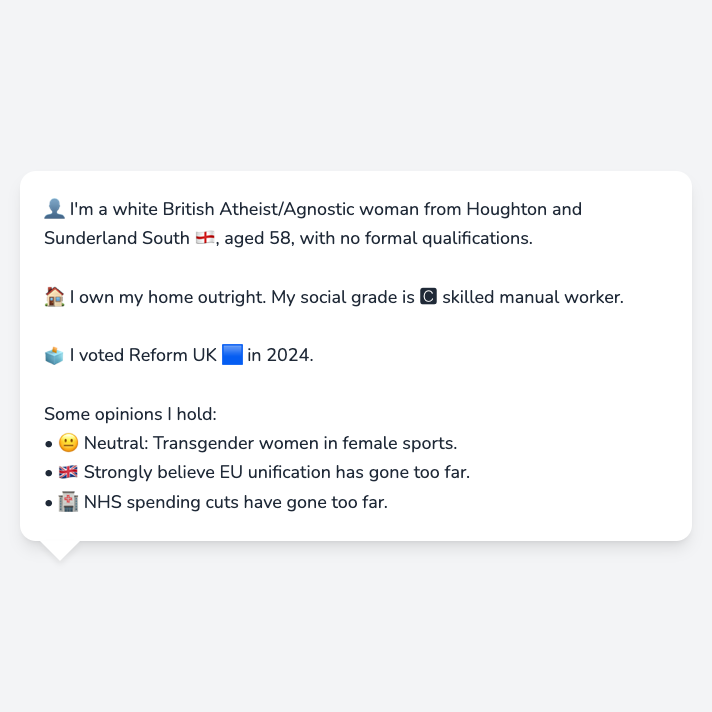 👤 I'm a white British Atheist/Agnostic woman from Houghton and
Sunderland South 🏴󠁧󠁢󠁥󠁮󠁧󠁿, aged 58, with no formal qualifications.
🏠 I own my home outright. My social grade is 🅲 skilled manual worker.
🗳️ I voted Reform UK 🟦 in 2024.
Some opinions I hold:
• 😐 Neutral: Transgender women in female sports.
• 🇬🇧 Strongly believe EU unification has gone too far.
• 🏥 NHS spending cuts have gone too far.